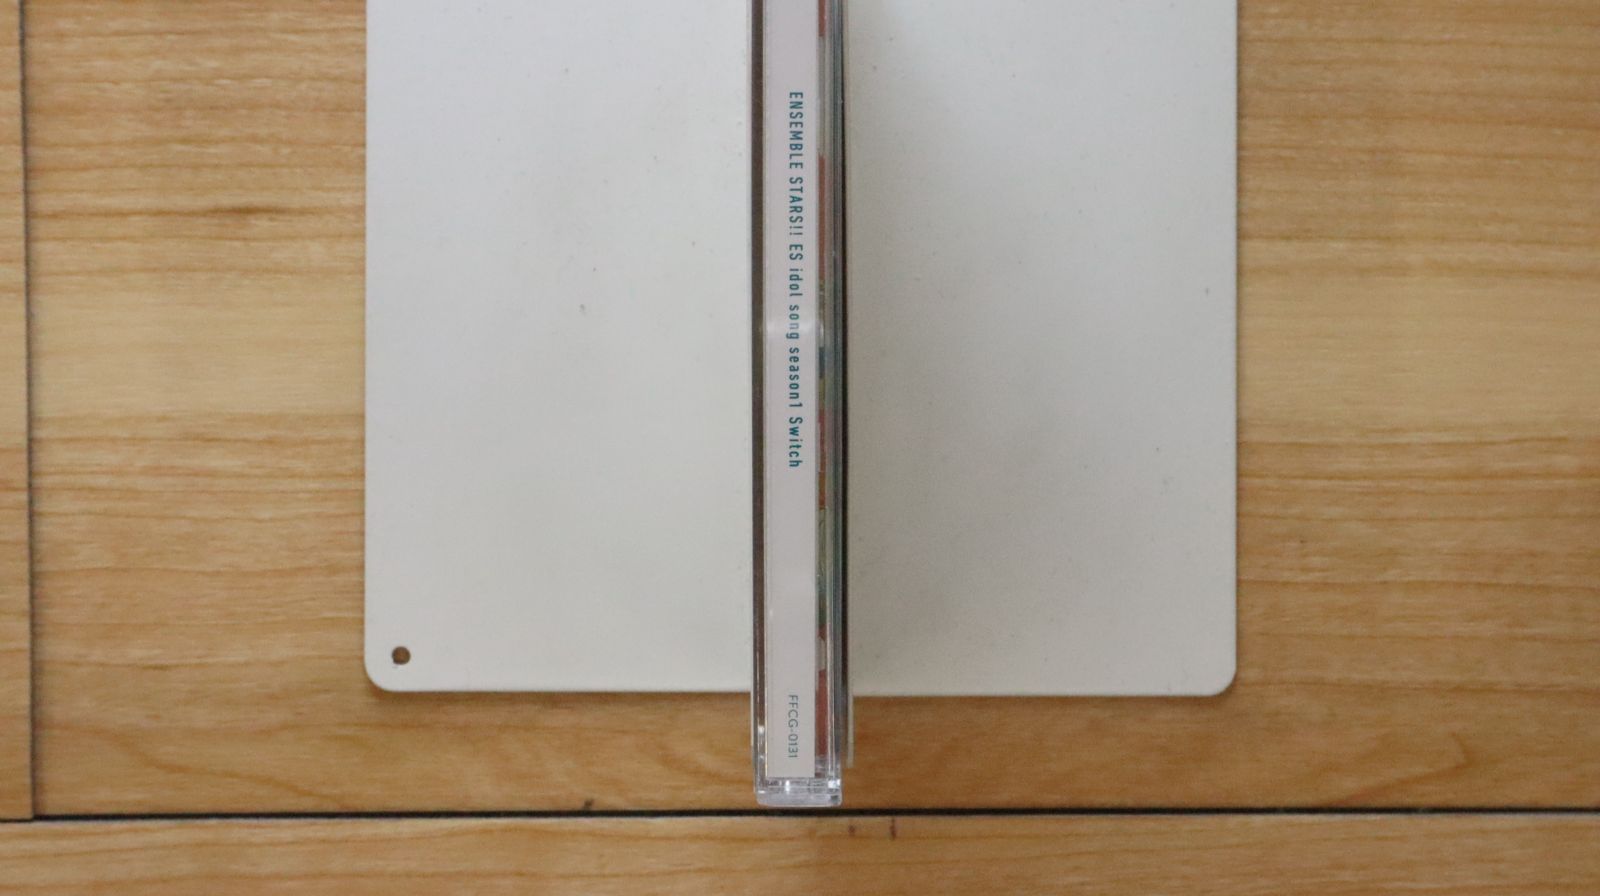 ENSEMBLE STARS!! ES idol song season1 Switch
FFCG-0131